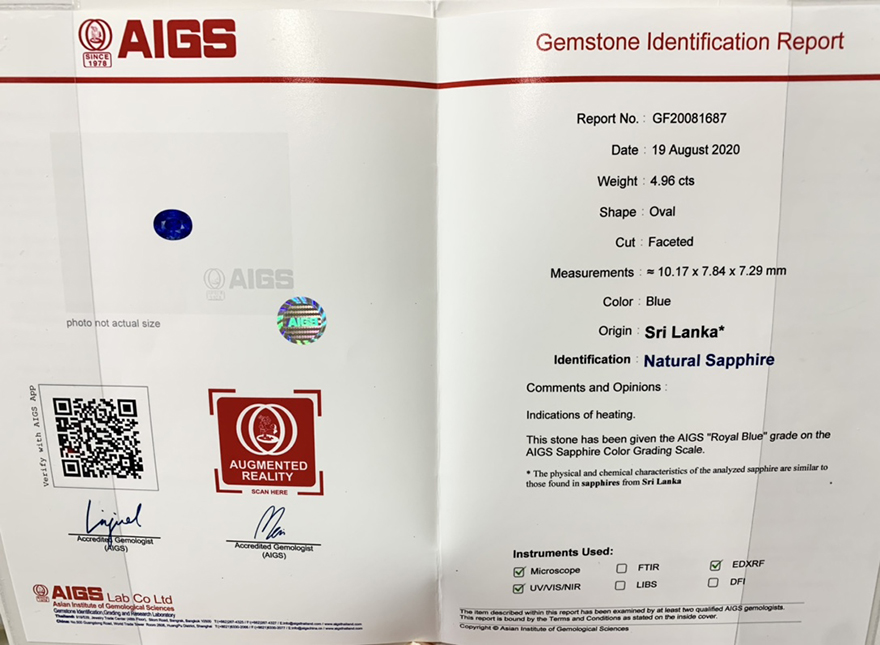 AIGS
SINCE
1978
AIGS
AIGS
photo not actual size
Verify with AIGS App
AUGMENTED
REALITY
SCAN HERE
Accredited Gemologist
(AIGS)
Accredited Gemologist
(AIGS)
AIGS Lab Co Ltd
Asian Institute of Gemological Sciences
Gemstone Identification, Grading and Research Laboratory
Gemstone Identification Report
Report No. : GF20081687
Date : 19 August 2020
Weight : 4.96 cts
Shape : Oval
Cut : Faceted
Measurements : ≈ 10.17 x 7.84 x 7.29 mm
Color : Blue
Origin : Sri Lanka*
Identification : Natural Sapphire
Comments and Opinions :
Indications of heating.
This stone has been given the AIGS "Royal Blue" grade on the
AIGS Sapphire Color Grading Scale.
* The physical and chemical characteristics of the analyzed sapphire are similar to
those found in sapphires from Sri Lanka
Instruments Used:
Microscope FTIR EDXRF
UV/VIS/NIR LIBS DFI
The item described within this report has been examined by at least two qualified AIGS gemologists.
This report is bound by the Terms and Conditions as stated on the inside cover.
Copyright © Asian Institute of Gemological Sciences